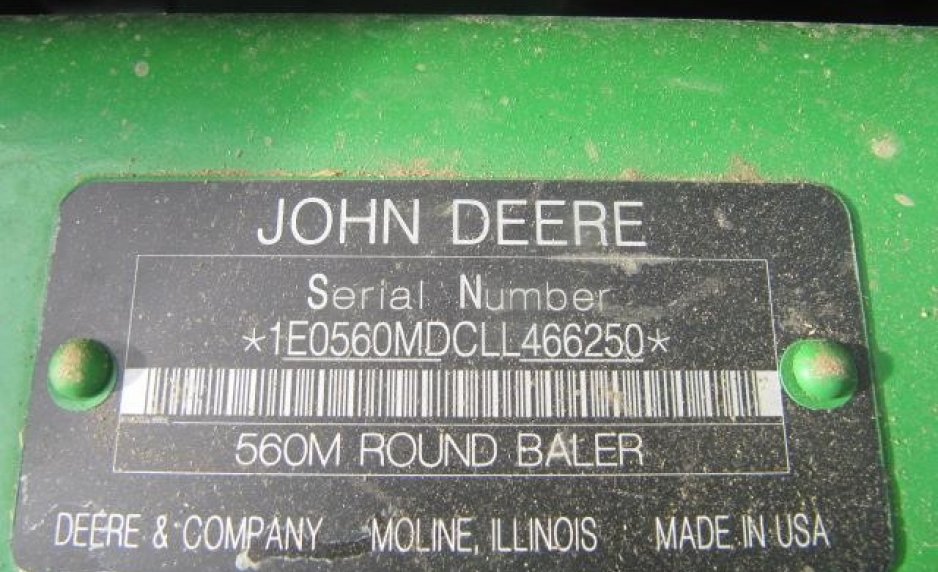 JOHN DEERE
Serial Number
*1E0560MDCLL466250*
560M ROUND BALER
DEERE & COMPANY MOLINE, ILLINOIS MADE IN USA